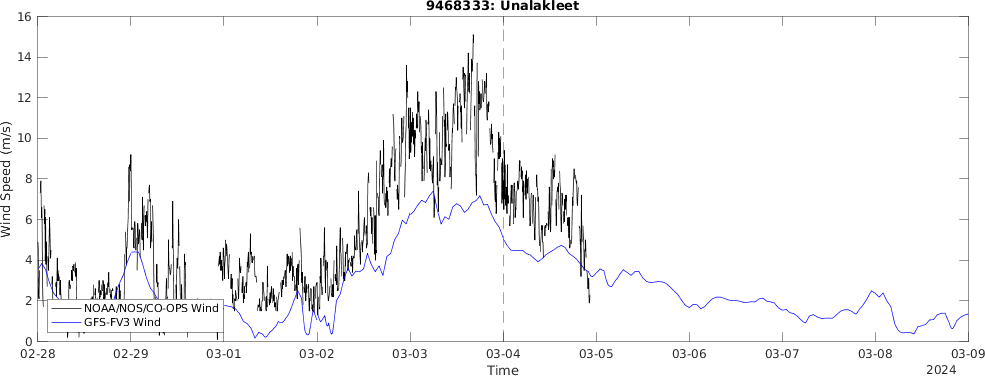 9468333: Unalakleet
16
14
12
10
8
6
4
2
0
Wind Speed (m/s)
NOAA/NOS/CO-OPS Wind
GFS-FV3 Wind
02-28 02-29 03-01 03-02 03-03 03-04 03-05 03-06 03-07 03-08 03-09
Time
2024